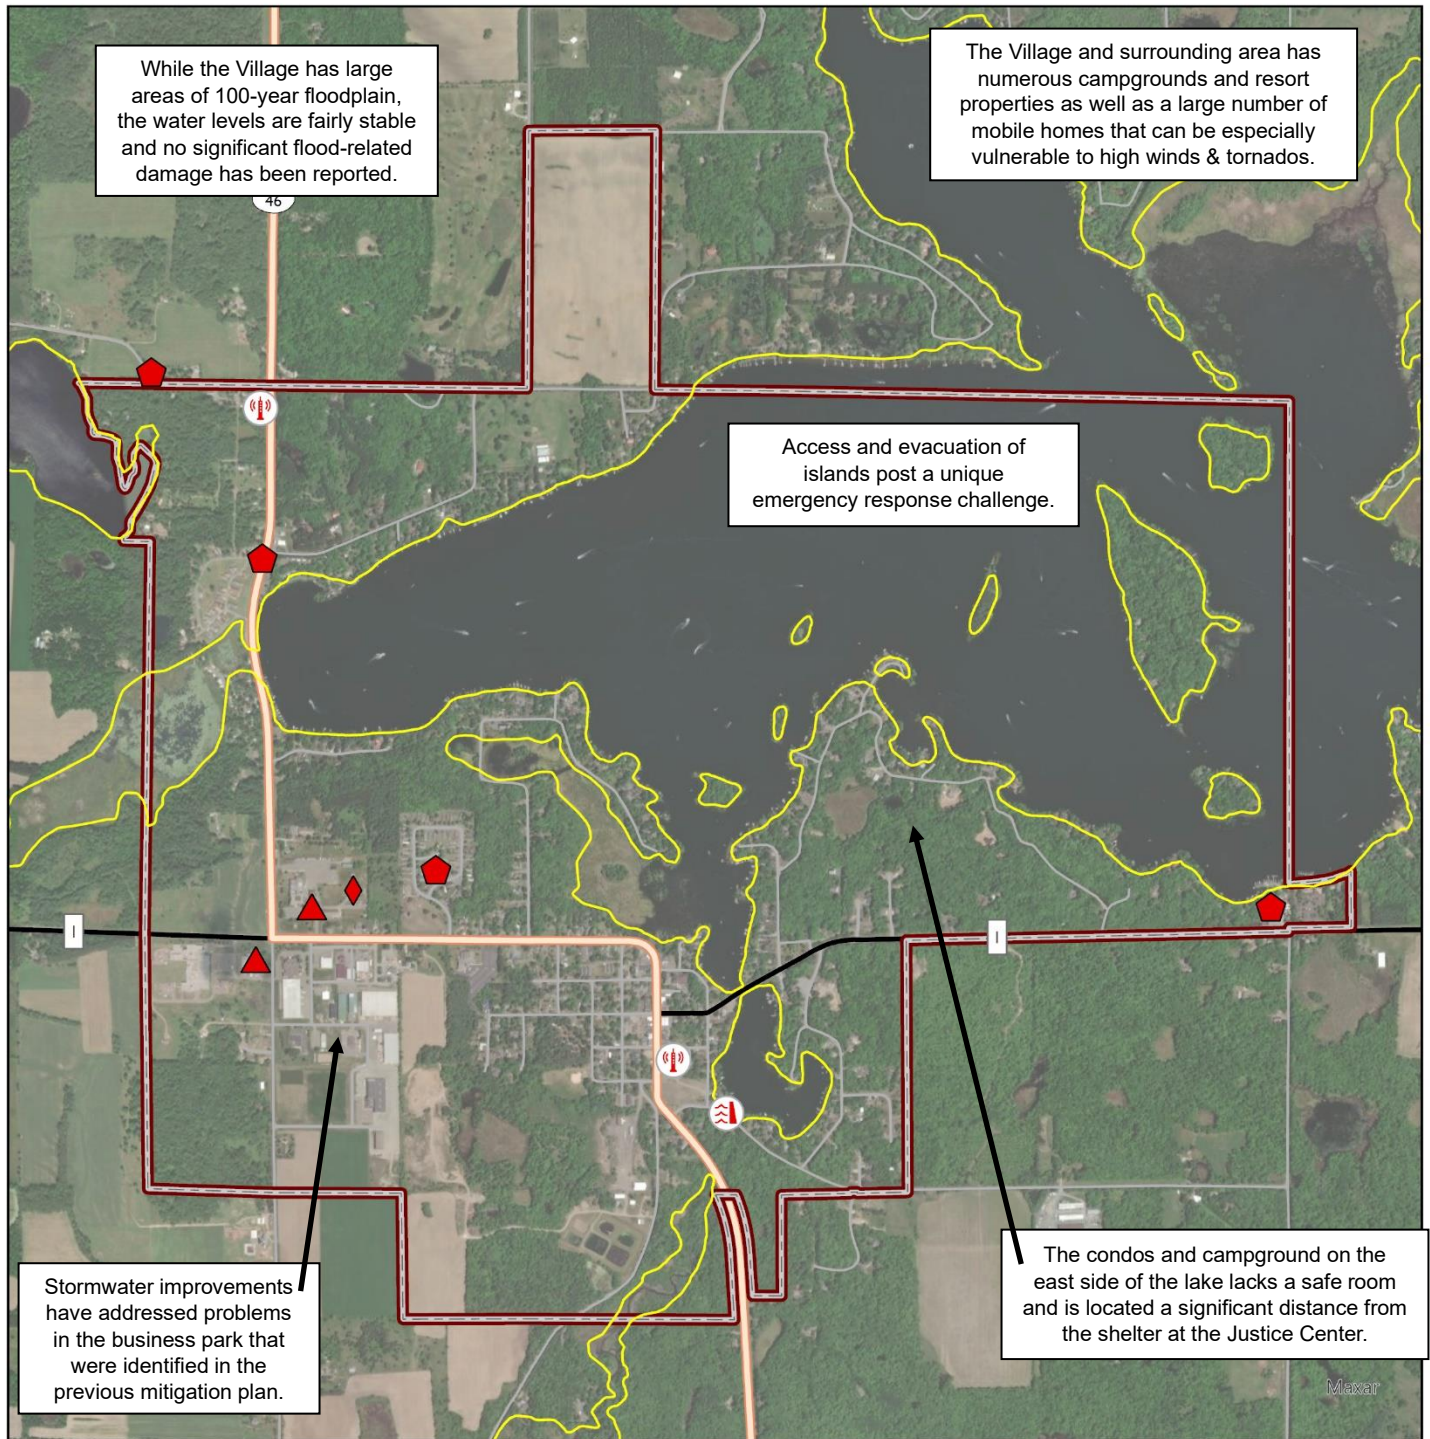 While the Village has large
areas of 100-year floodplain,
the water levels are fairly stable
and no significant flood-related
damage has been reported.
The Village and surrounding area has
numerous campgrounds and resort
properties as well as a large number of
mobile homes that can be especially
vulnerable to high winds & tornados.
46
Access and evacuation of
islands post a unique
emergency response challenge.
I
I
Stormwater improvements
have addressed problems
in the business park that
were identified in the
previous mitigation plan.
The condos and campground on the
east side of the lake lacks a safe room
and is located a significant distance from
the shelter at the Justice Center.
Maxar